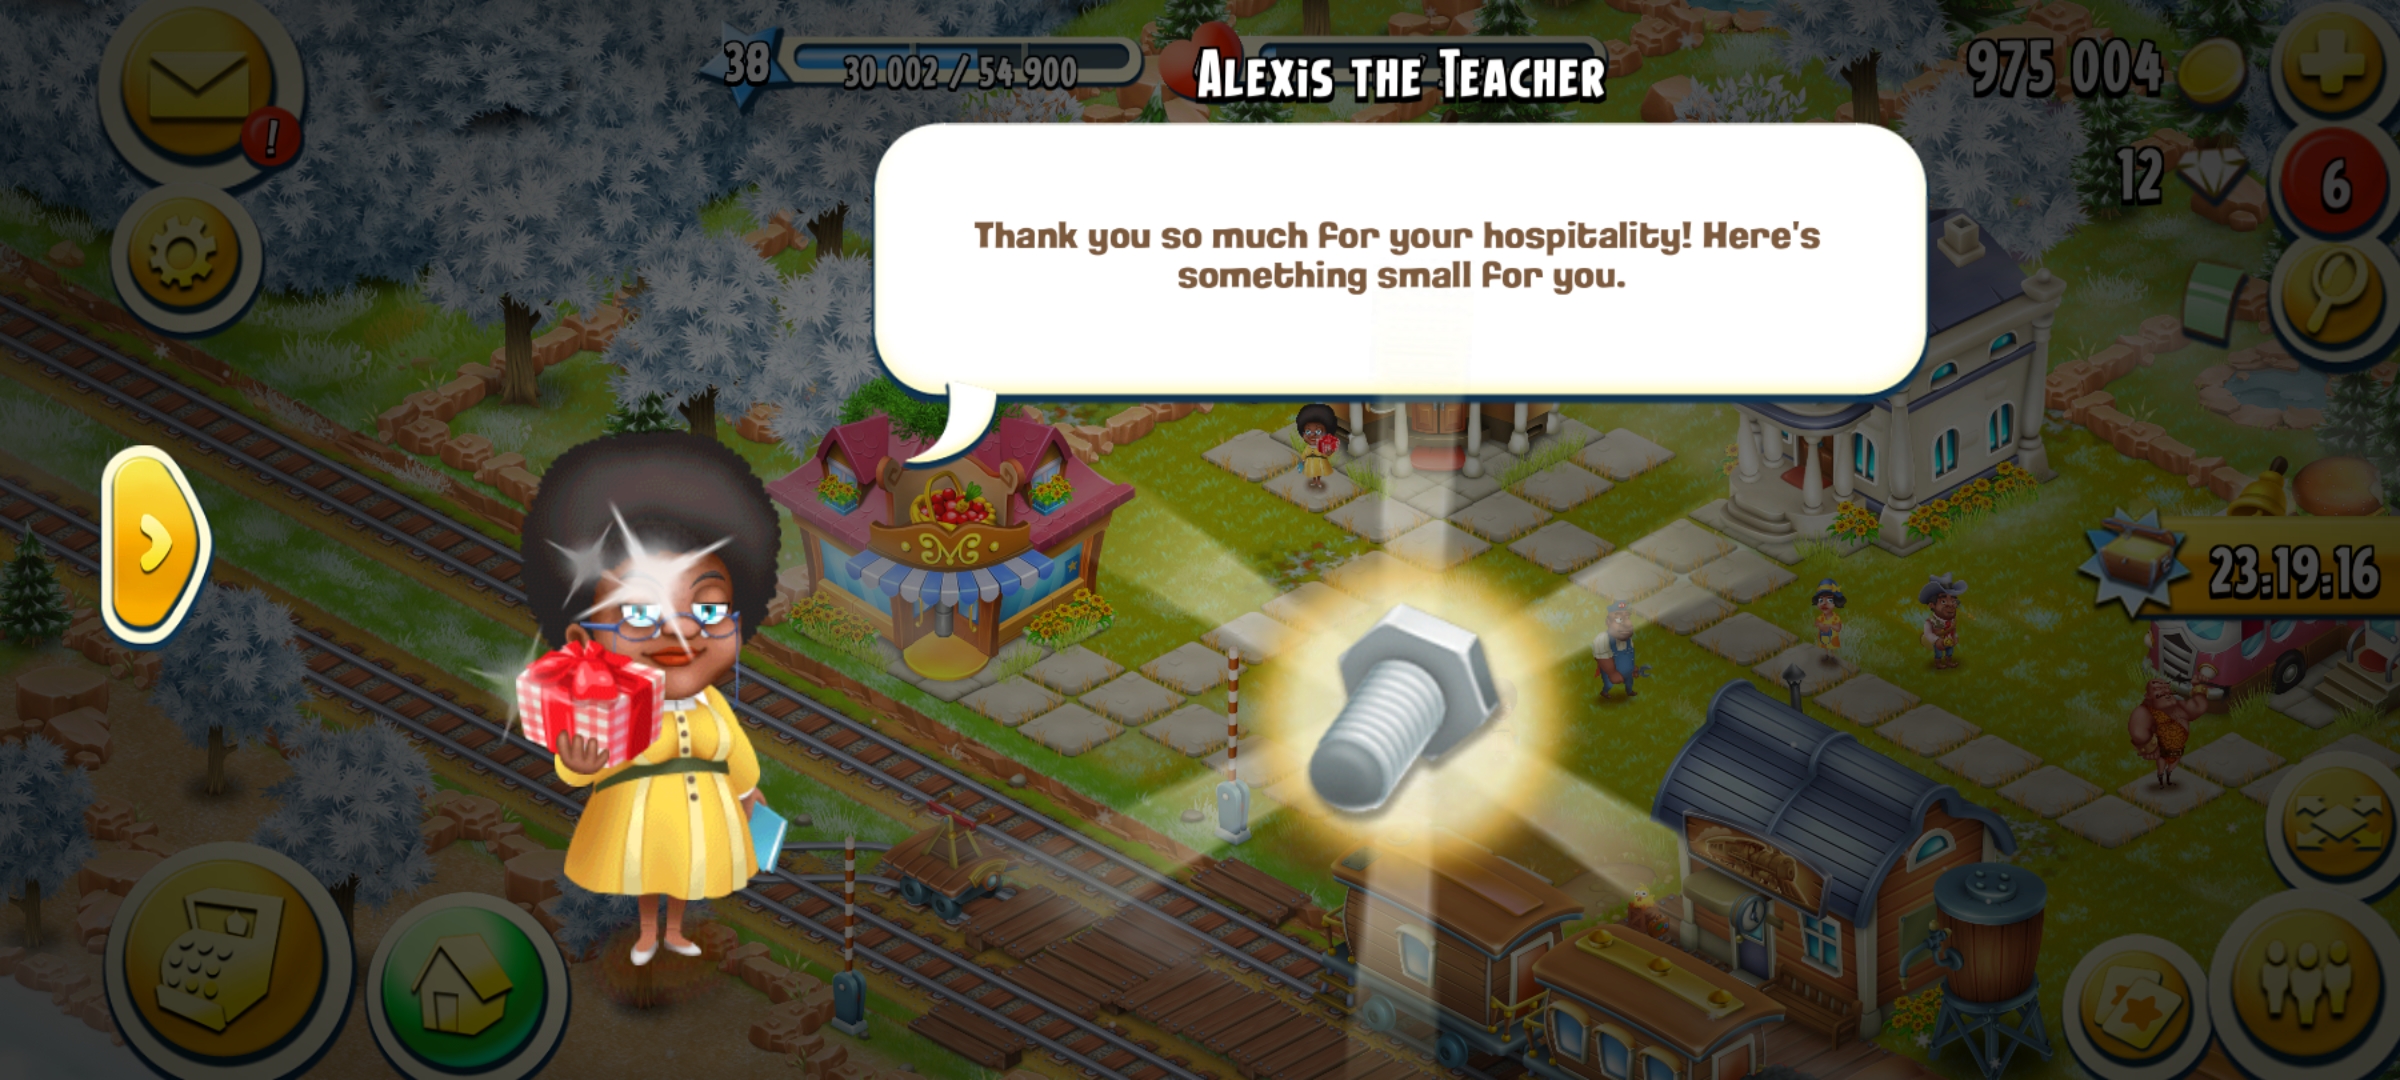 38
30 002 / 54 900
ALEXIS THE TEACHER
975 004
!
12
6
Thank you so much for your hospitality! Here's
something small for you.
23:19:16